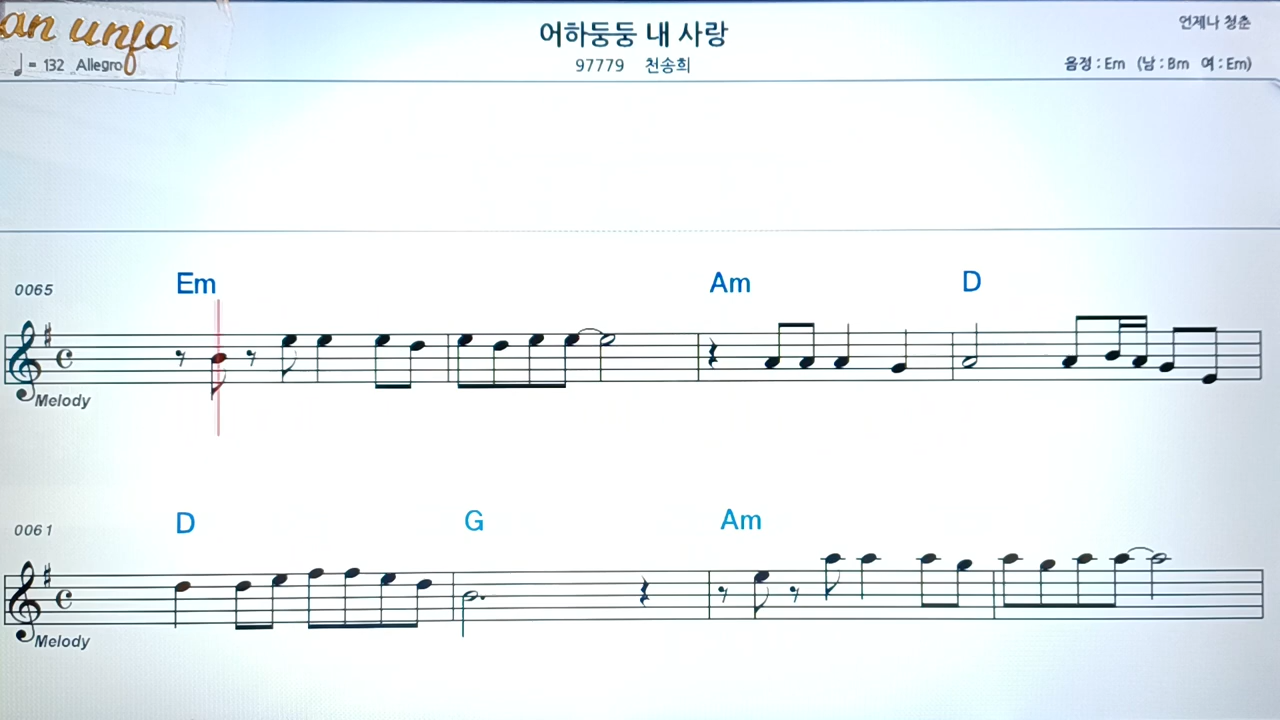 an unfa
어하둥둥 내 사랑
언제나 청춘
♩= 132 Allegro
97779 천송희
음정 : Em (남 : Bm 여 : Em)
0065 Em Am D
Melody
0061 D G Am
Melody